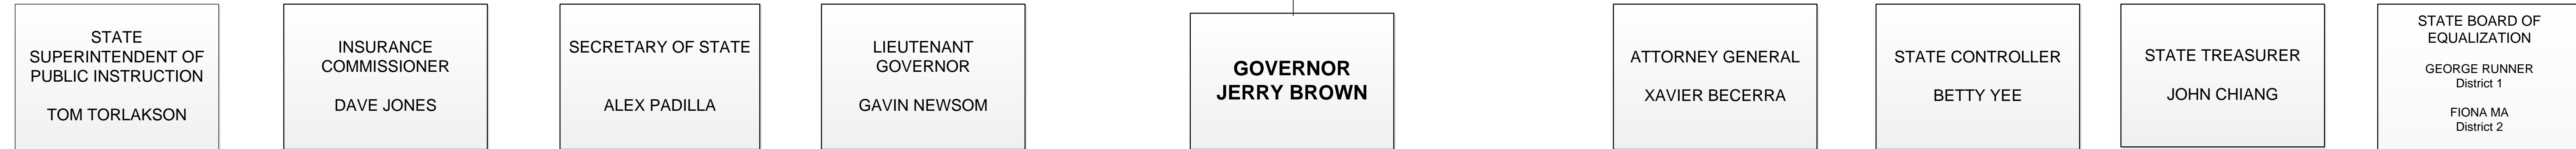 STATE
SUPERINTENDENT OF
PUBLIC INSTRUCTION
TOM TORLAKSON
INSURANCE
COMMISSIONER
DAVE JONES
SECRETARY OF STATE
ALEX PADILLA
LIEUTENANT
GOVERNOR
GAVIN NEWSOM
GOVERNOR
JERRY BROWN
ATTORNEY GENERAL
XAVIER BECERRA
STATE CONTROLLER
BETTY YEE
STATE TREASURER
JOHN CHIANG
STATE BOARD OF
EQUALIZATION
GEORGE RUNNER
District 1
FIONA MA
District 2